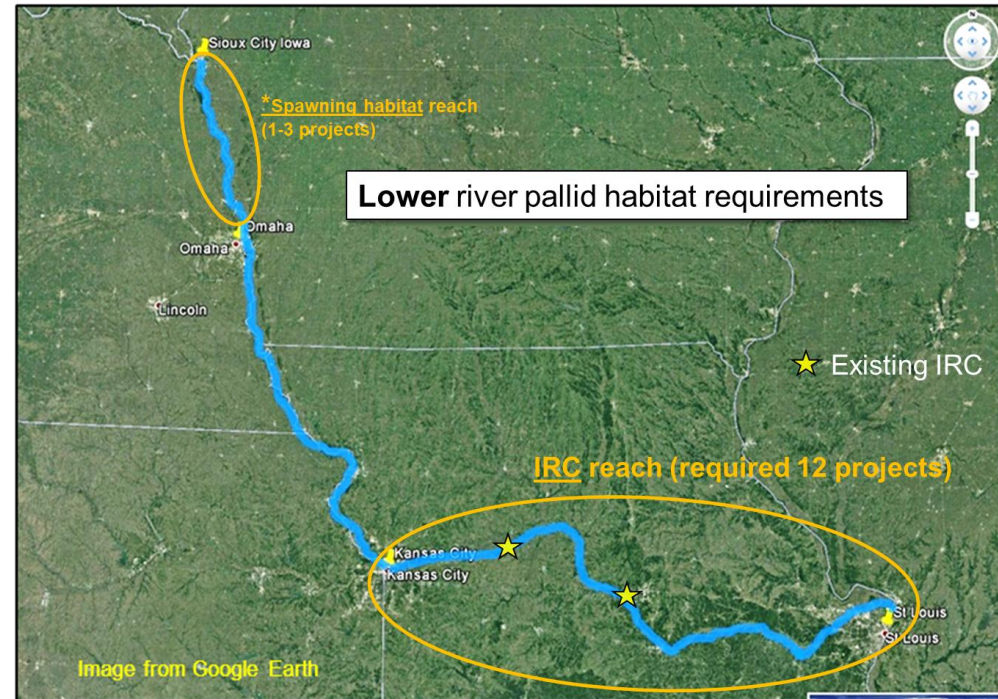 Sioux City Iowa
*Spawning habitat reach
(1-3 projects)
Lower river pallid habitat requirements
Omaha
Omaha
Lincoln
Existing IRC
IRC reach (required 12 projects)
Kansas City
Kansas City
St Louis
St Louis
Image from Google Earth
N